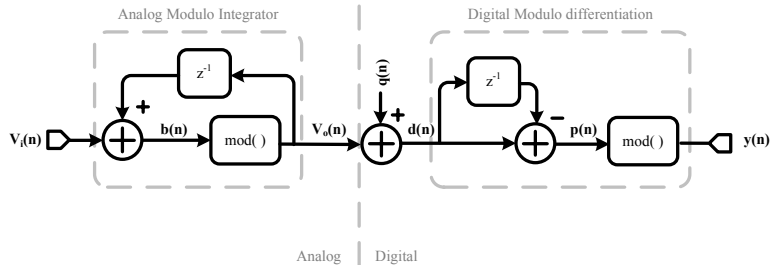 Analog Modulo Integrator
Digital Modulo differentiation
z⁻¹
q(n)
z⁻¹
+
+
−
Vᵢ(n)
b(n)
mod( )
Vₒ(n)
d(n)
p(n)
mod( )
y(n)
Analog
Digital